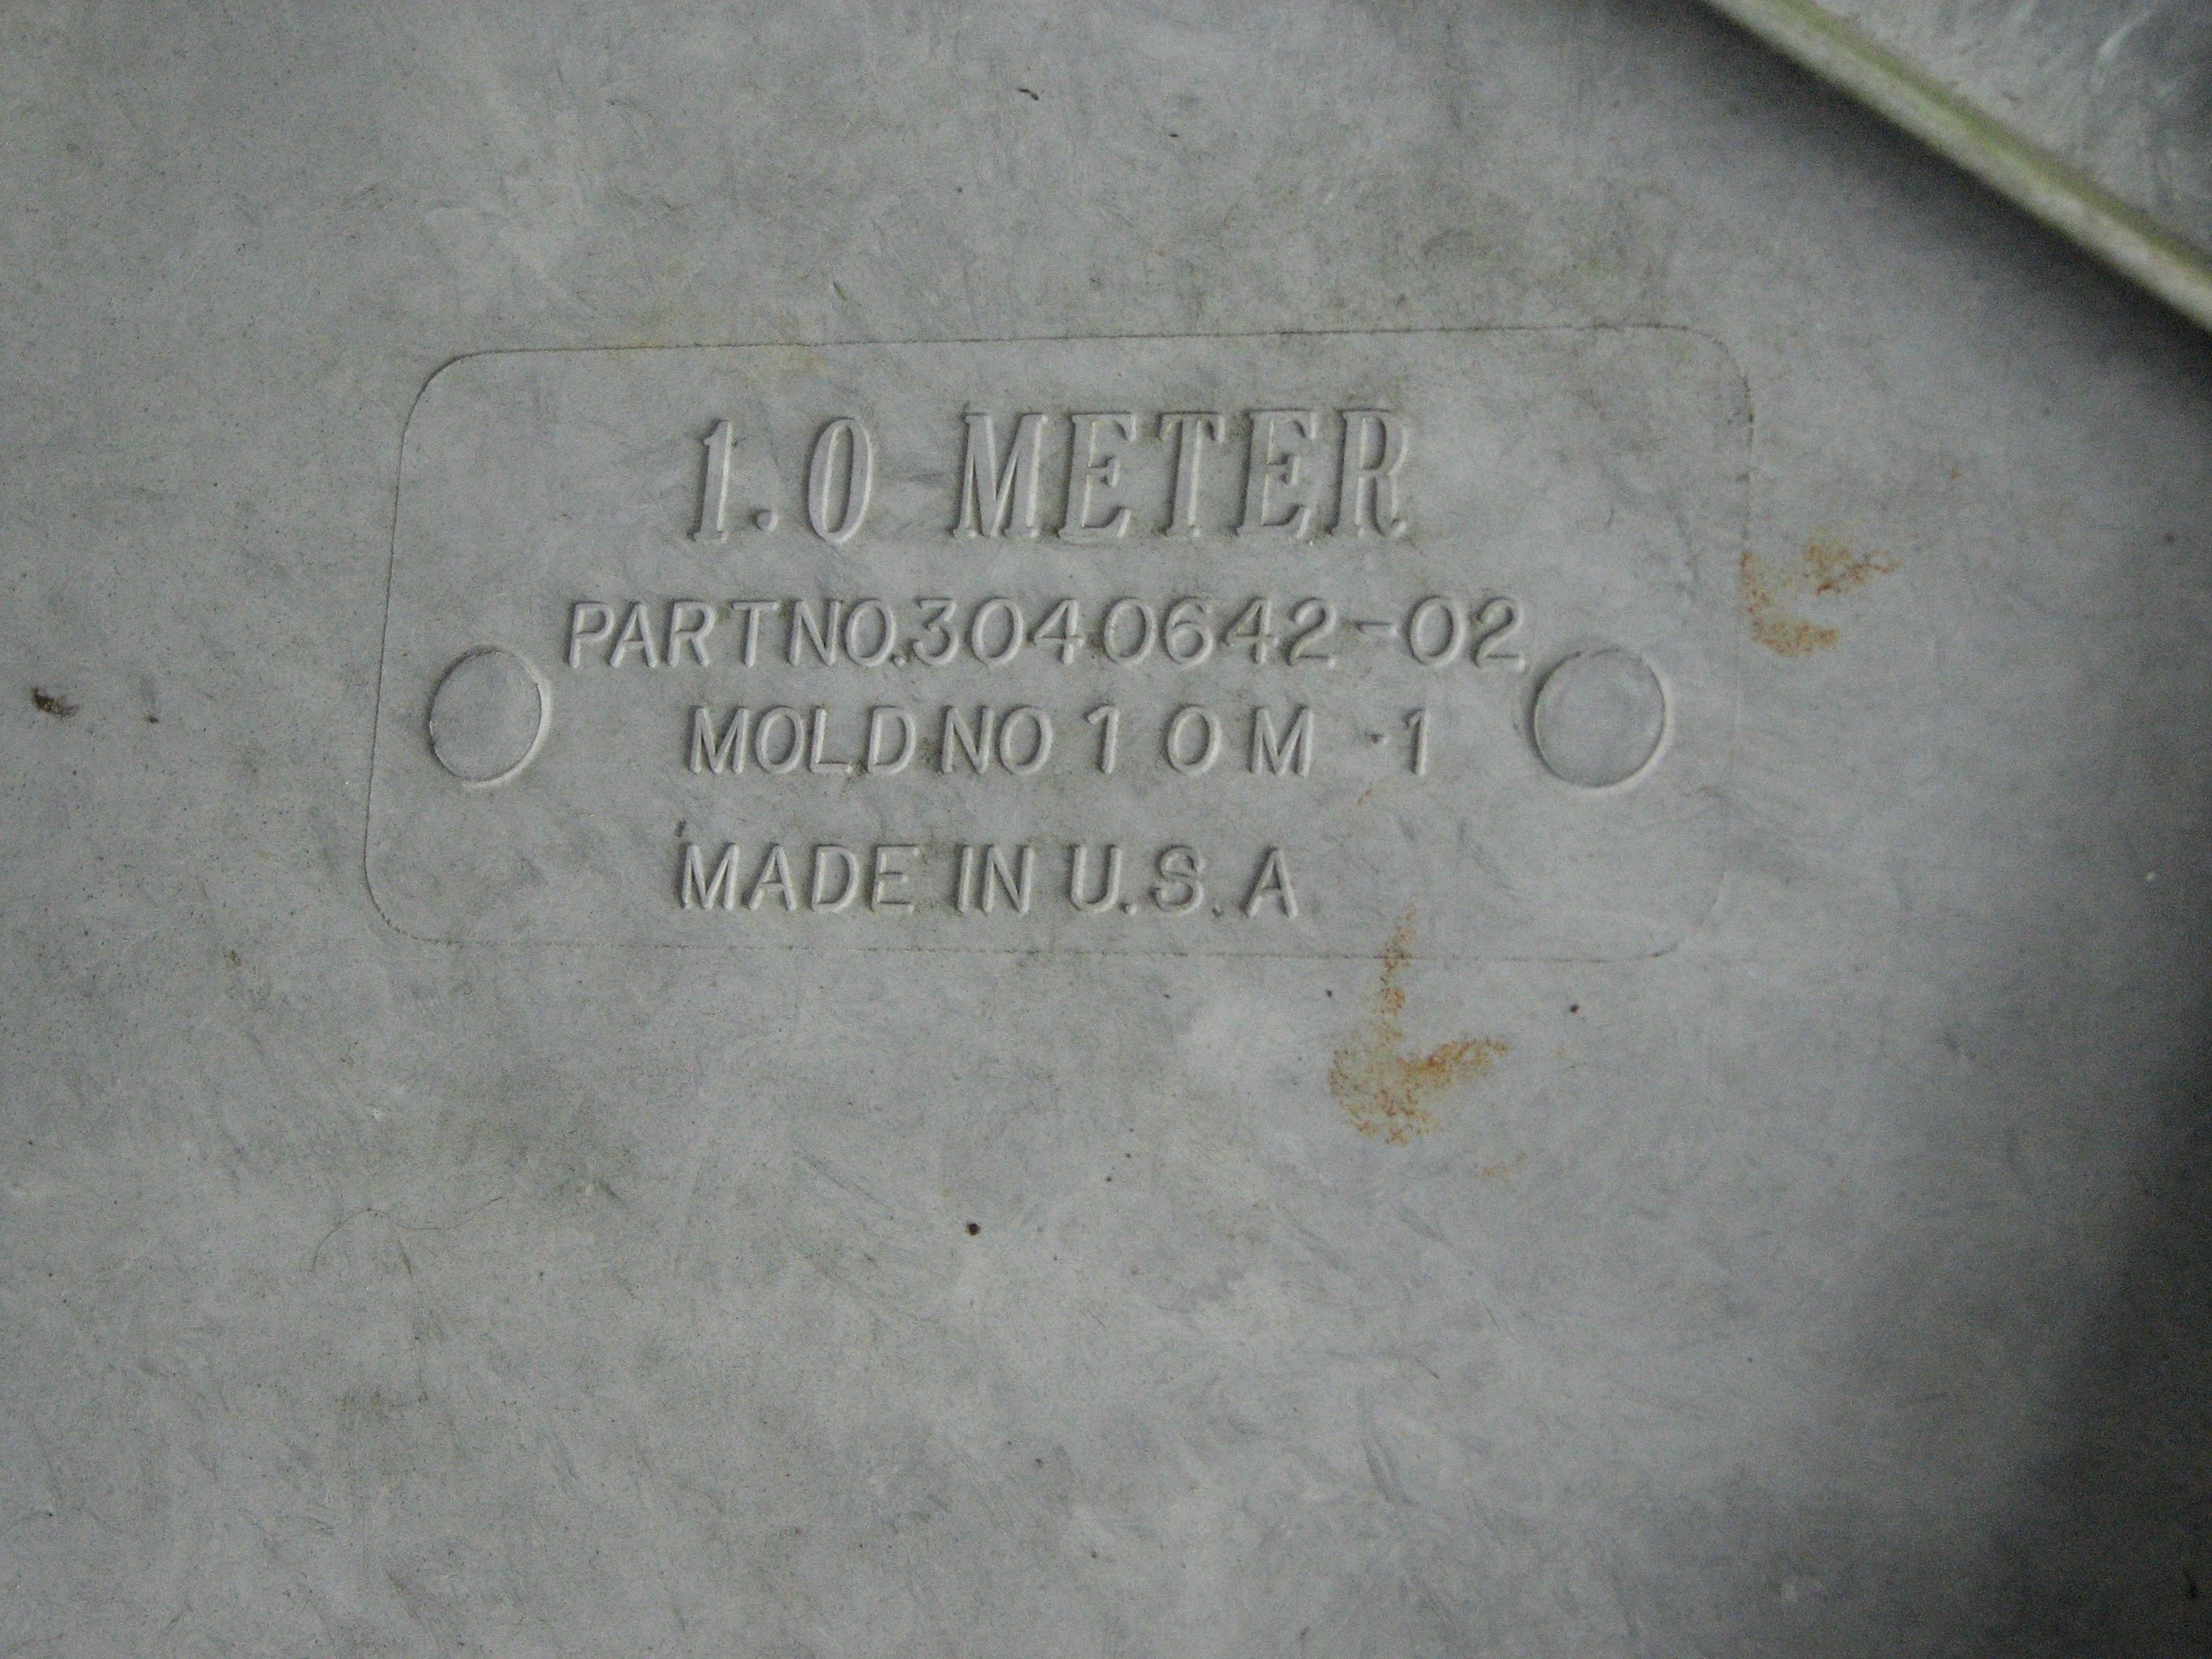 1.0 METER
PART NO.3040642-02
MOLD NO 1 0 M -1
MADE IN U.S.A